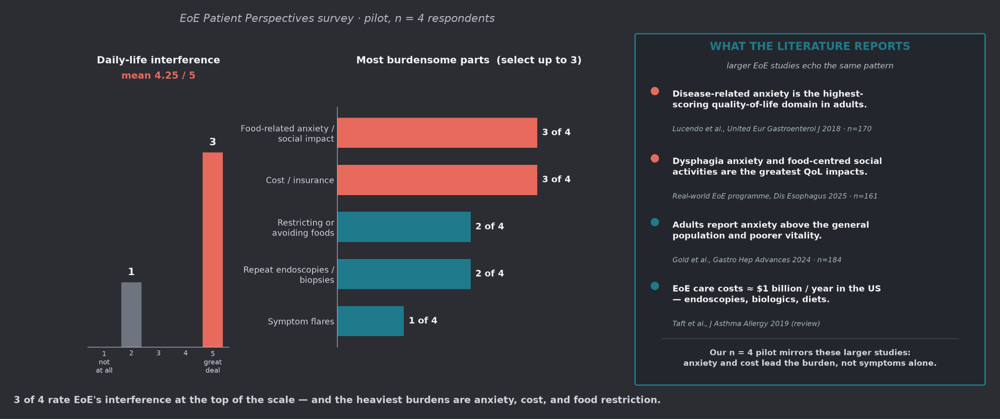 EoE Patient Perspectives survey · pilot, n = 4 respondents
Daily-life interference
mean 4.25 / 5
1
3
1
2
3
4
5
not
at all
great
deal
Most burdensome parts (select up to 3)
Food-related anxiety /
social impact
3 of 4
Cost / insurance
3 of 4
Restricting or
avoiding foods
2 of 4
Repeat endoscopies /
biopsies
2 of 4
Symptom flares
1 of 4
WHAT THE LITERATURE REPORTS
larger EoE studies echo the same pattern
Disease-related anxiety is the highest-
scoring quality-of-life domain in adults.
Lucendo et al., United Eur Gastroenterol J 2018 · n=170
Dysphagia anxiety and food-centred social
activities are the greatest QoL impacts.
Real-world EoE programme, Dis Esophagus 2025 · n=161
Adults report anxiety above the general
population and poorer vitality.
Gold et al., Gastro Hep Advances 2024 · n=184
EoE care costs ≈ $1 billion / year in the US
— endoscopies, biologics, diets.
Taft et al., J Asthma Allergy 2019 (review)
Our n = 4 pilot mirrors these larger studies:
anxiety and cost lead the burden, not symptoms alone.
3 of 4 rate EoE's interference at the top of the scale — and the heaviest burdens are anxiety, cost, and food restriction.